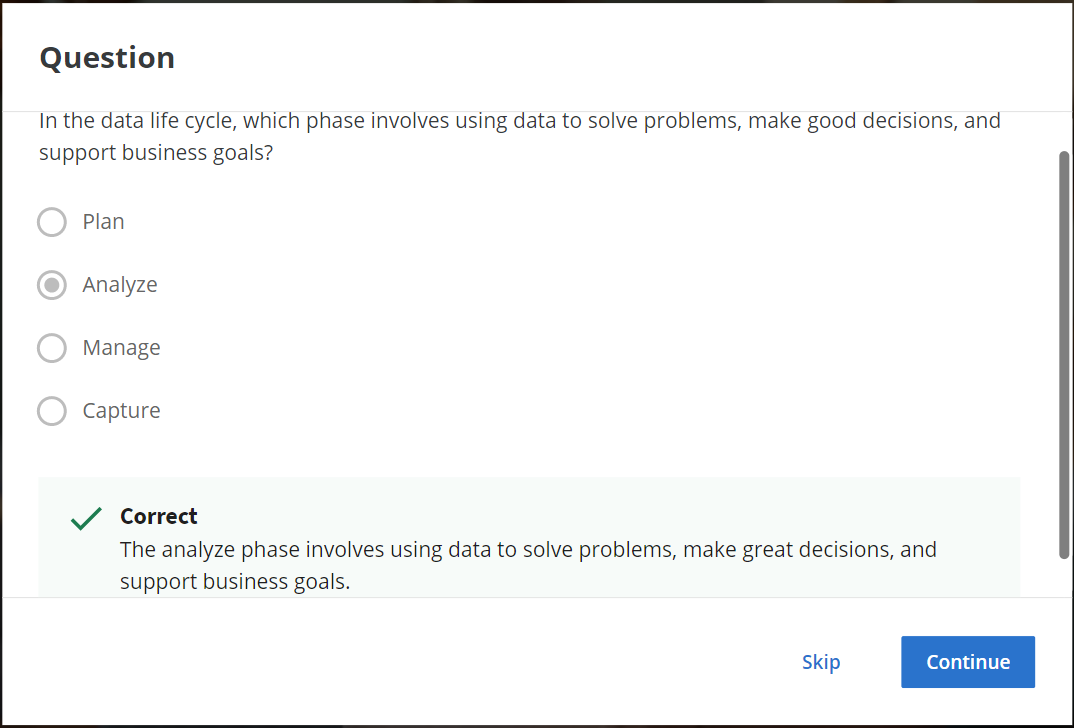 Question
In the data life cycle, which phase involves using data to solve problems, make good decisions, and
support business goals?
Plan
Analyze
Manage
Capture
Correct
The analyze phase involves using data to solve problems, make great decisions, and
support business goals.
Skip
Continue